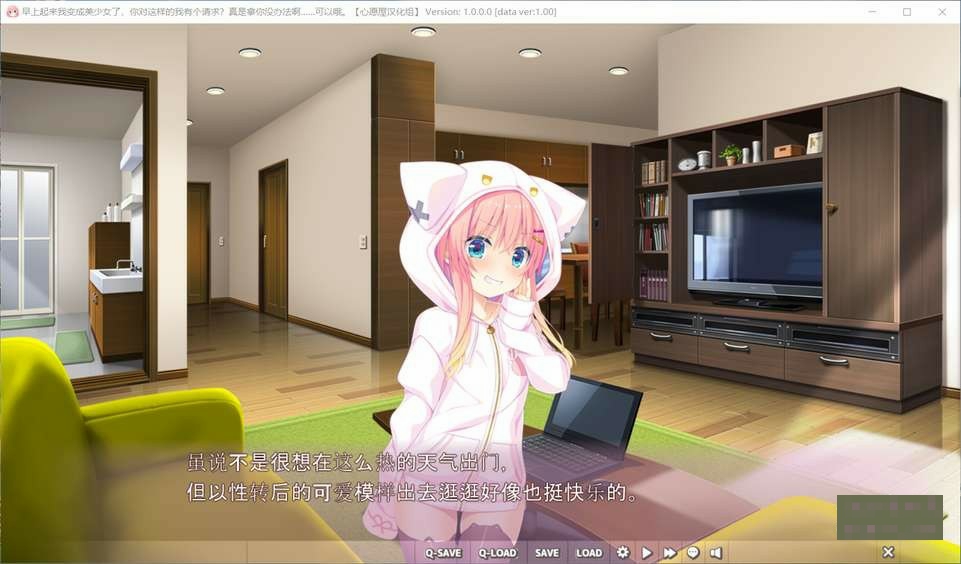 早上起来我变成美少女了，你对这样的我有个请求？真是拿你没办法啊……可以哦。【心愿屋汉化组】 Version: 1.0.0.0 [data ver:1.00]
虽说不是很想在这么热的天气出门，
但以性转后的可爱模样出去逛逛好像也挺快乐的。
Q-SAVE Q-LOAD SAVE LOAD